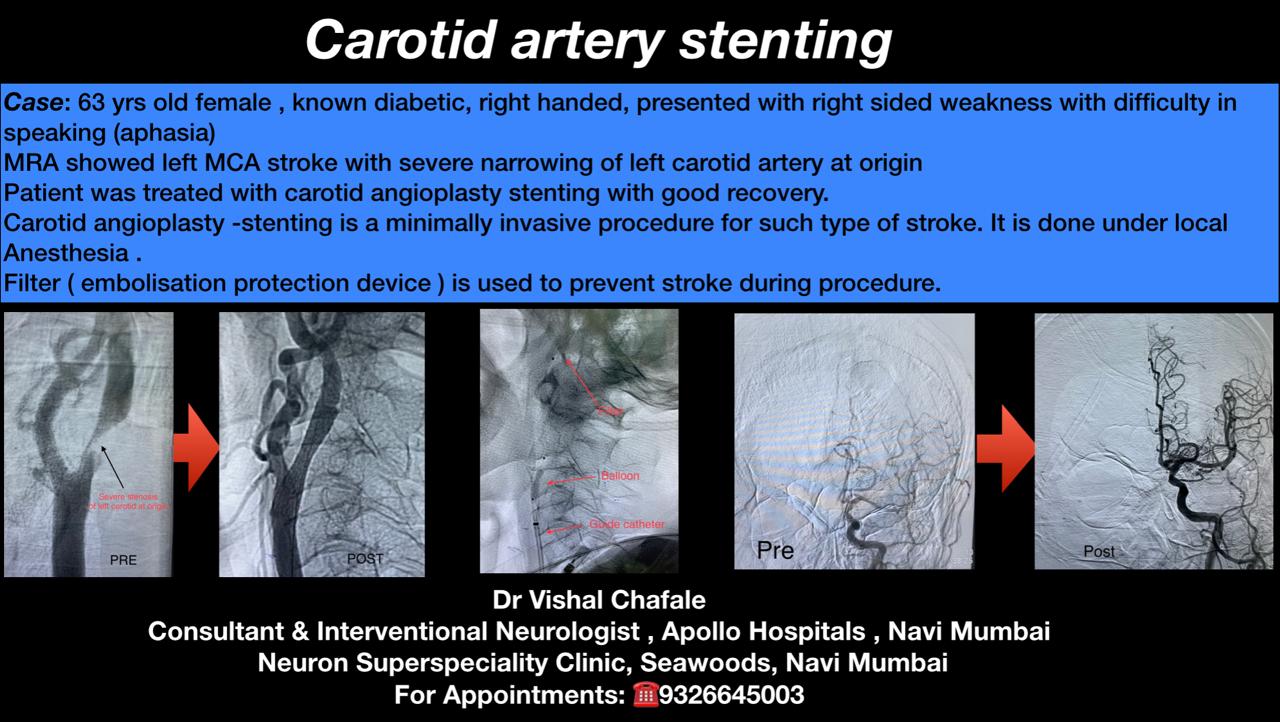 Carotid artery stenting
Case: 63 yrs old female , known diabetic, right handed, presented with right sided weakness with difficulty in
speaking (aphasia)
MRA showed left MCA stroke with severe narrowing of left carotid artery at origin
Patient was treated with carotid angioplasty stenting with good recovery.
Carotid angioplasty -stenting is a minimally invasive procedure for such type of stroke. It is done under local
Anesthesia .
Filter ( embolisation protection device ) is used to prevent stroke during procedure.
Severe stenosis
of left carotid at origin
PRE
POST
Filter
Balloon
Guide catheter
Pre
Post
Dr Vishal Chafale
Consultant & Interventional Neurologist , Apollo Hospitals , Navi Mumbai
Neuron Superspeciality Clinic, Seawoods, Navi Mumbai
For Appointments: ☎️9326645003